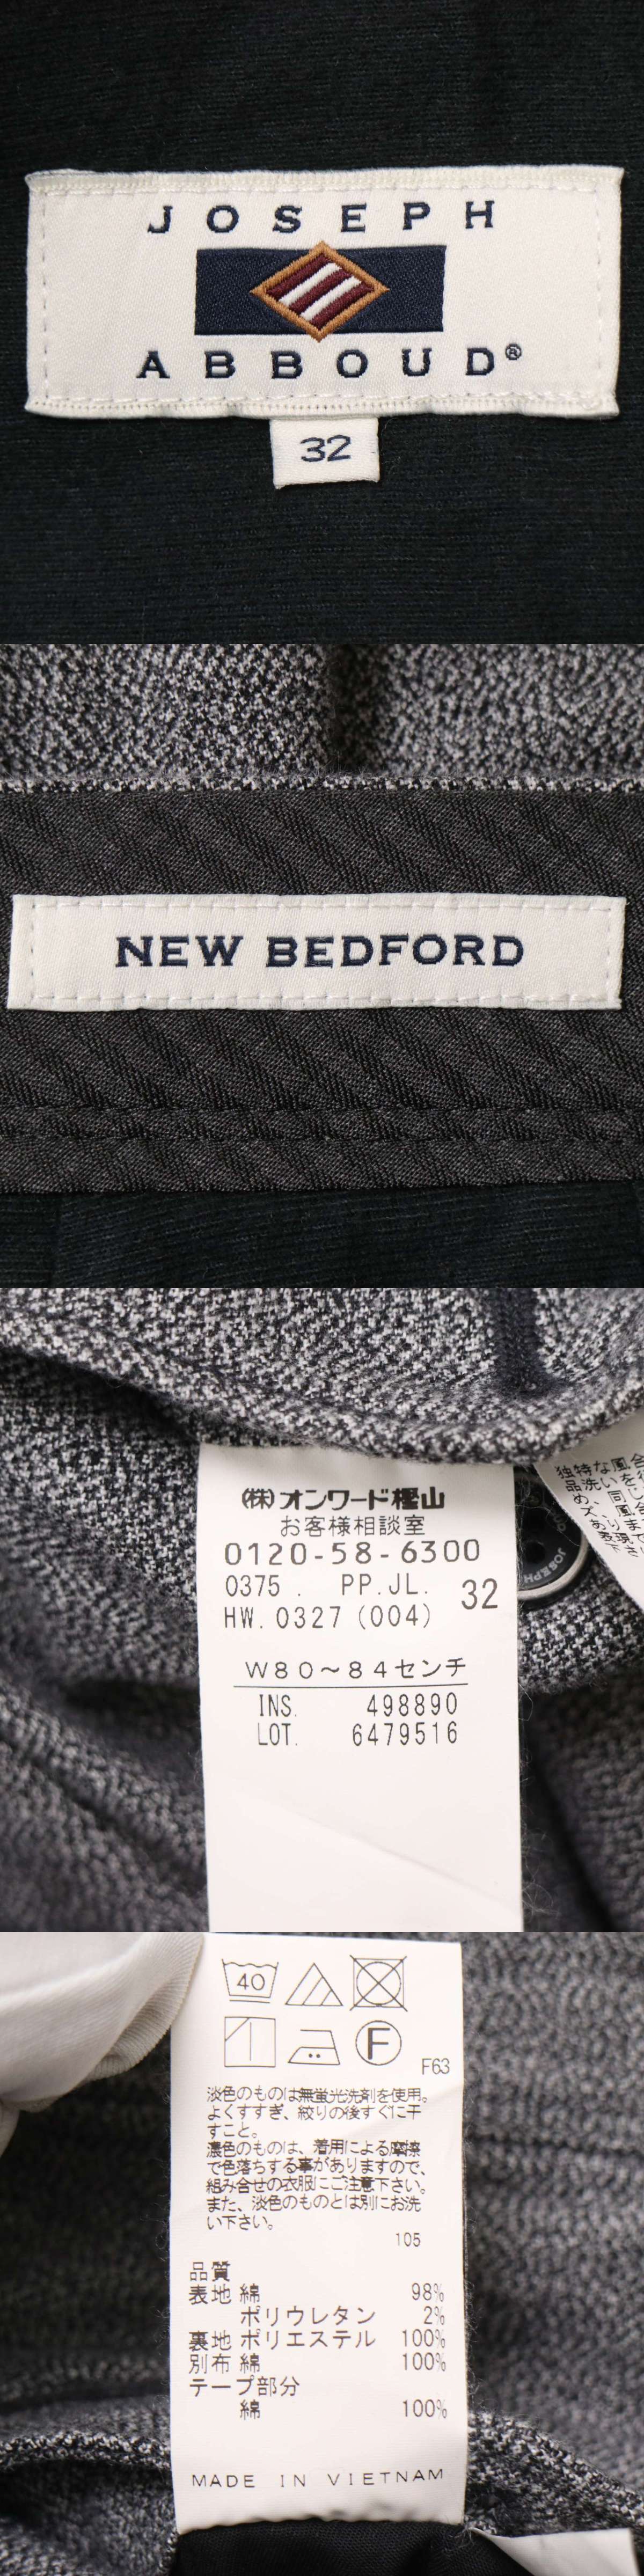 JOSEPH
ABBOUD®
32
NEW BEDFORD
(株)オンワード樫山
お客様相談室
0120-58-6300
0375 . PP.JL. 32
HW. 0327 (004)
W80～84センチ
INS. 498890
LOT. 6479516
JOSEPH
40
F
F63
淡色のものは無蛍光洗剤を使用。
よくすすぎ、絞りの後すぐに干
すこと。
濃色のものは、着用による摩擦
で色落ちする事がありますので、
組み合せの衣服にご注意下さい。
また、淡色のものとは別にお洗
い下さい。
105
品質
表地 綿 98%
ポリウレタン 2%
裏地 ポリエステル 100%
別布 綿 100%
テープ部分
綿 100%
MADE IN VIETNAM